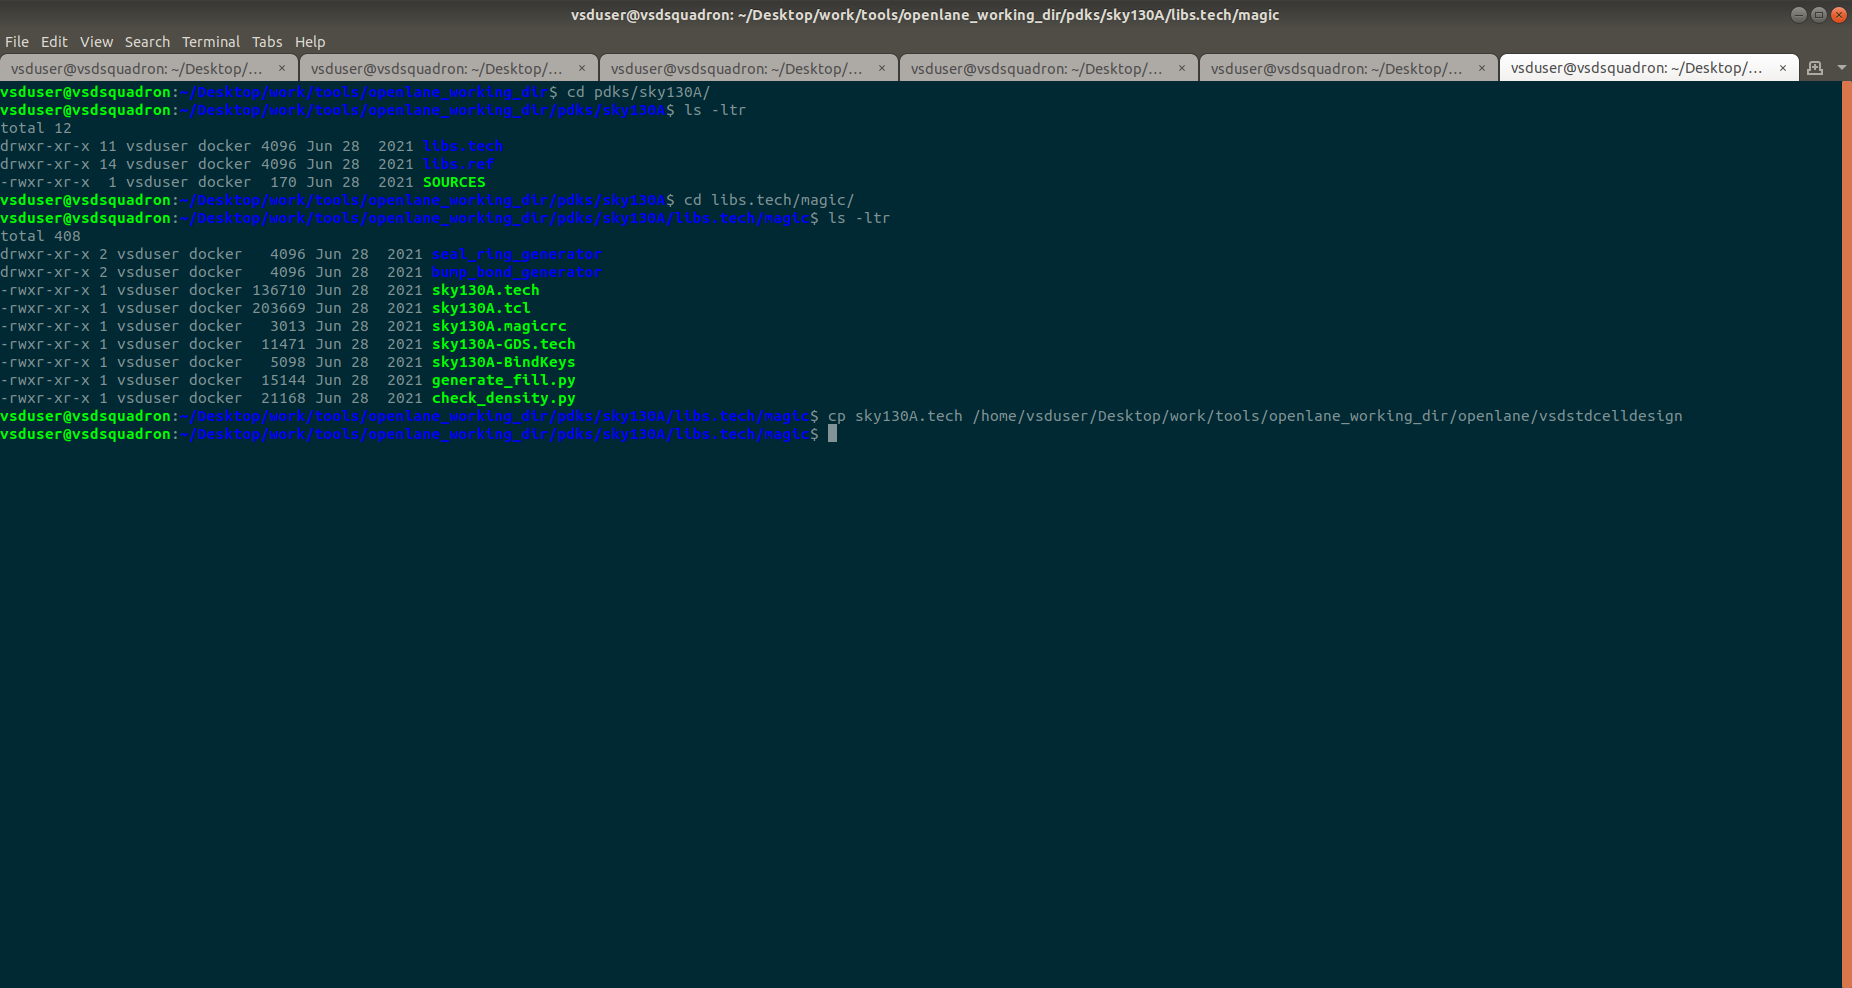 vsduser@vsdsquadron: ~/Desktop/work/tools/openlane_working_dir/pdks/sky130A/libs.tech/magic
File Edit View Search Terminal Tabs Help
vsduser@vsdsquadron: ~/Desktop/... × vsduser@vsdsquadron: ~/Desktop/... × vsduser@vsdsquadron: ~/Desktop/... × vsduser@vsdsquadron: ~/Desktop/... × vsduser@vsdsquadron: ~/Desktop/... × vsduser@vsdsquadron: ~/Desktop/... ×
vsduser@vsdsquadron:~/Desktop/work/tools/openlane_working_dir$ cd pdks/sky130A/
vsduser@vsdsquadron:~/Desktop/work/tools/openlane_working_dir/pdks/sky130A$ ls -ltr
total 12
drwxr-xr-x 11 vsduser docker 4096 Jun 28  2021 libs.tech
drwxr-xr-x 14 vsduser docker 4096 Jun 28  2021 libs.ref
-rwxr-xr-x  1 vsduser docker  170 Jun 28  2021 SOURCES
vsduser@vsdsquadron:~/Desktop/work/tools/openlane_working_dir/pdks/sky130A$ cd libs.tech/magic/
vsduser@vsdsquadron:~/Desktop/work/tools/openlane_working_dir/pdks/sky130A/libs.tech/magic$ ls -ltr
total 408
drwxr-xr-x 2 vsduser docker   4096 Jun 28  2021 seal_ring_generator
drwxr-xr-x 2 vsduser docker   4096 Jun 28  2021 bump_bond_generator
-rwxr-xr-x 1 vsduser docker 136710 Jun 28  2021 sky130A.tech
-rwxr-xr-x 1 vsduser docker 203669 Jun 28  2021 sky130A.tcl
-rwxr-xr-x 1 vsduser docker   3013 Jun 28  2021 sky130A.magicrc
-rwxr-xr-x 1 vsduser docker  11471 Jun 28  2021 sky130A-GDS.tech
-rwxr-xr-x 1 vsduser docker   5098 Jun 28  2021 sky130A-BindKeys
-rwxr-xr-x 1 vsduser docker  15144 Jun 28  2021 generate_fill.py
-rwxr-xr-x 1 vsduser docker  21168 Jun 28  2021 check_density.py
vsduser@vsdsquadron:~/Desktop/work/tools/openlane_working_dir/pdks/sky130A/libs.tech/magic$ cp sky130A.tech /home/vsduser/Desktop/work/tools/openlane_working_dir/openlane/vsdstdcelldesign
vsduser@vsdsquadron:~/Desktop/work/tools/openlane_working_dir/pdks/sky130A/libs.tech/magic$